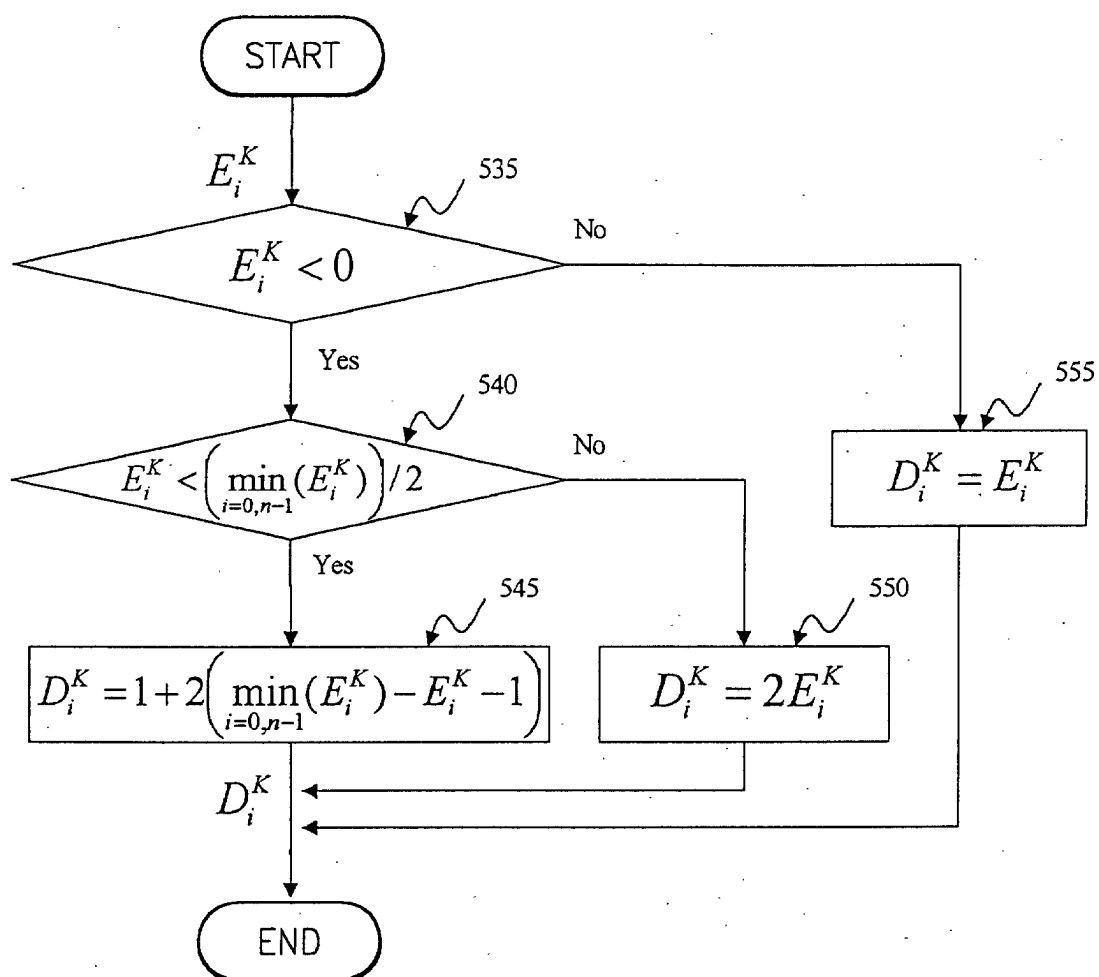 START
E_i^K
535
E_i^K < 0
No
Yes
540
555
E_i^K < ( min_{i=0,n-1} (E_i^K) ) / 2
No
D_i^K = E_i^K
Yes
545
550
D_i^K = 1 + 2( min_{i=0,n-1} (E_i^K) − E_i^K − 1 )
D_i^K = 2E_i^K
D_i^K
END